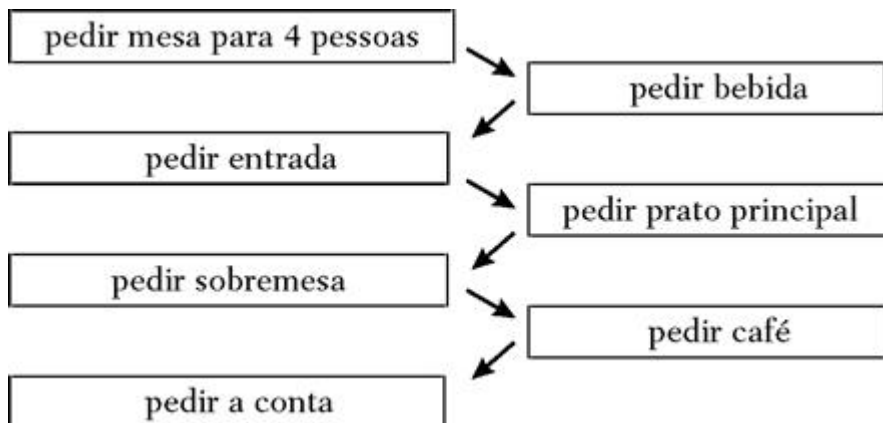 pedir mesa para 4 pessoas
pedir bebida
pedir entrada
pedir prato principal
pedir sobremesa
pedir café
pedir a conta